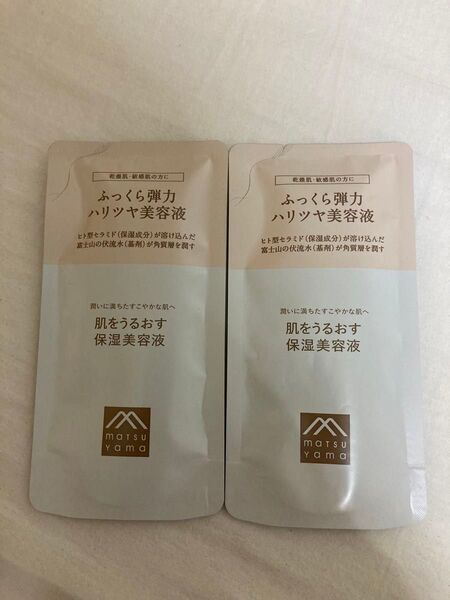 乾燥肌・敏感肌の方に
ふっくら弾力
ハリツヤ美容液
ヒト型セラミド(保湿成分)が溶け込んだ
富士山の伏流水(基剤)が角質層を潤す
潤いに満ちたすこやかな肌へ
肌をうるおす
保湿美容液
matsu
yama
乾燥肌・敏感肌の方に
ふっくら弾力
ハリツヤ美容液
ヒト型セラミド(保湿成分)が溶け込んだ
富士山の伏流水(基剤)が角質層を潤す
潤いに満ちたすこやかな肌へ
肌をうるおす
保湿美容液
matsu
yama